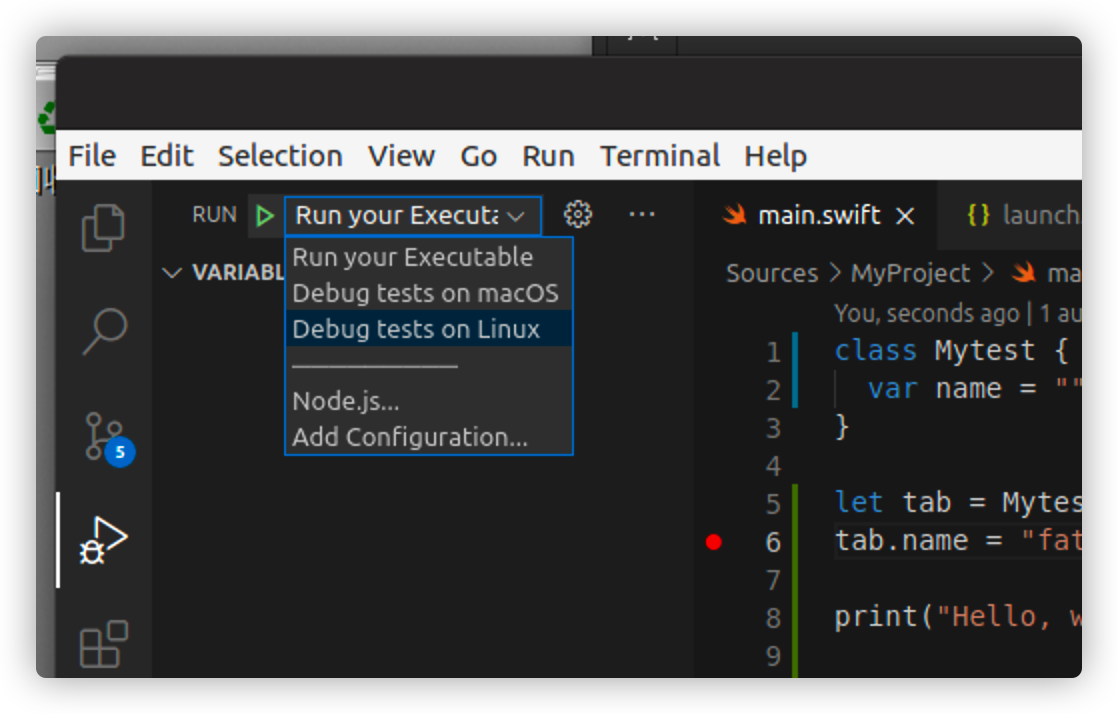 File Edit Selection View Go Run Terminal Help
RUN Run your Executa
Run your Executable
Debug tests on macOS
Debug tests on Linux
Node.js...
Add Configuration...
VARIABL
5
main.swift {} launch.
Sources > MyProject > ma
You, seconds ago | 1 au
1 class Mytest {
2 var name = ""
3 }
4
5 let tab = Mytes
6 tab.name = "fat
7
8 print("Hello, w
9